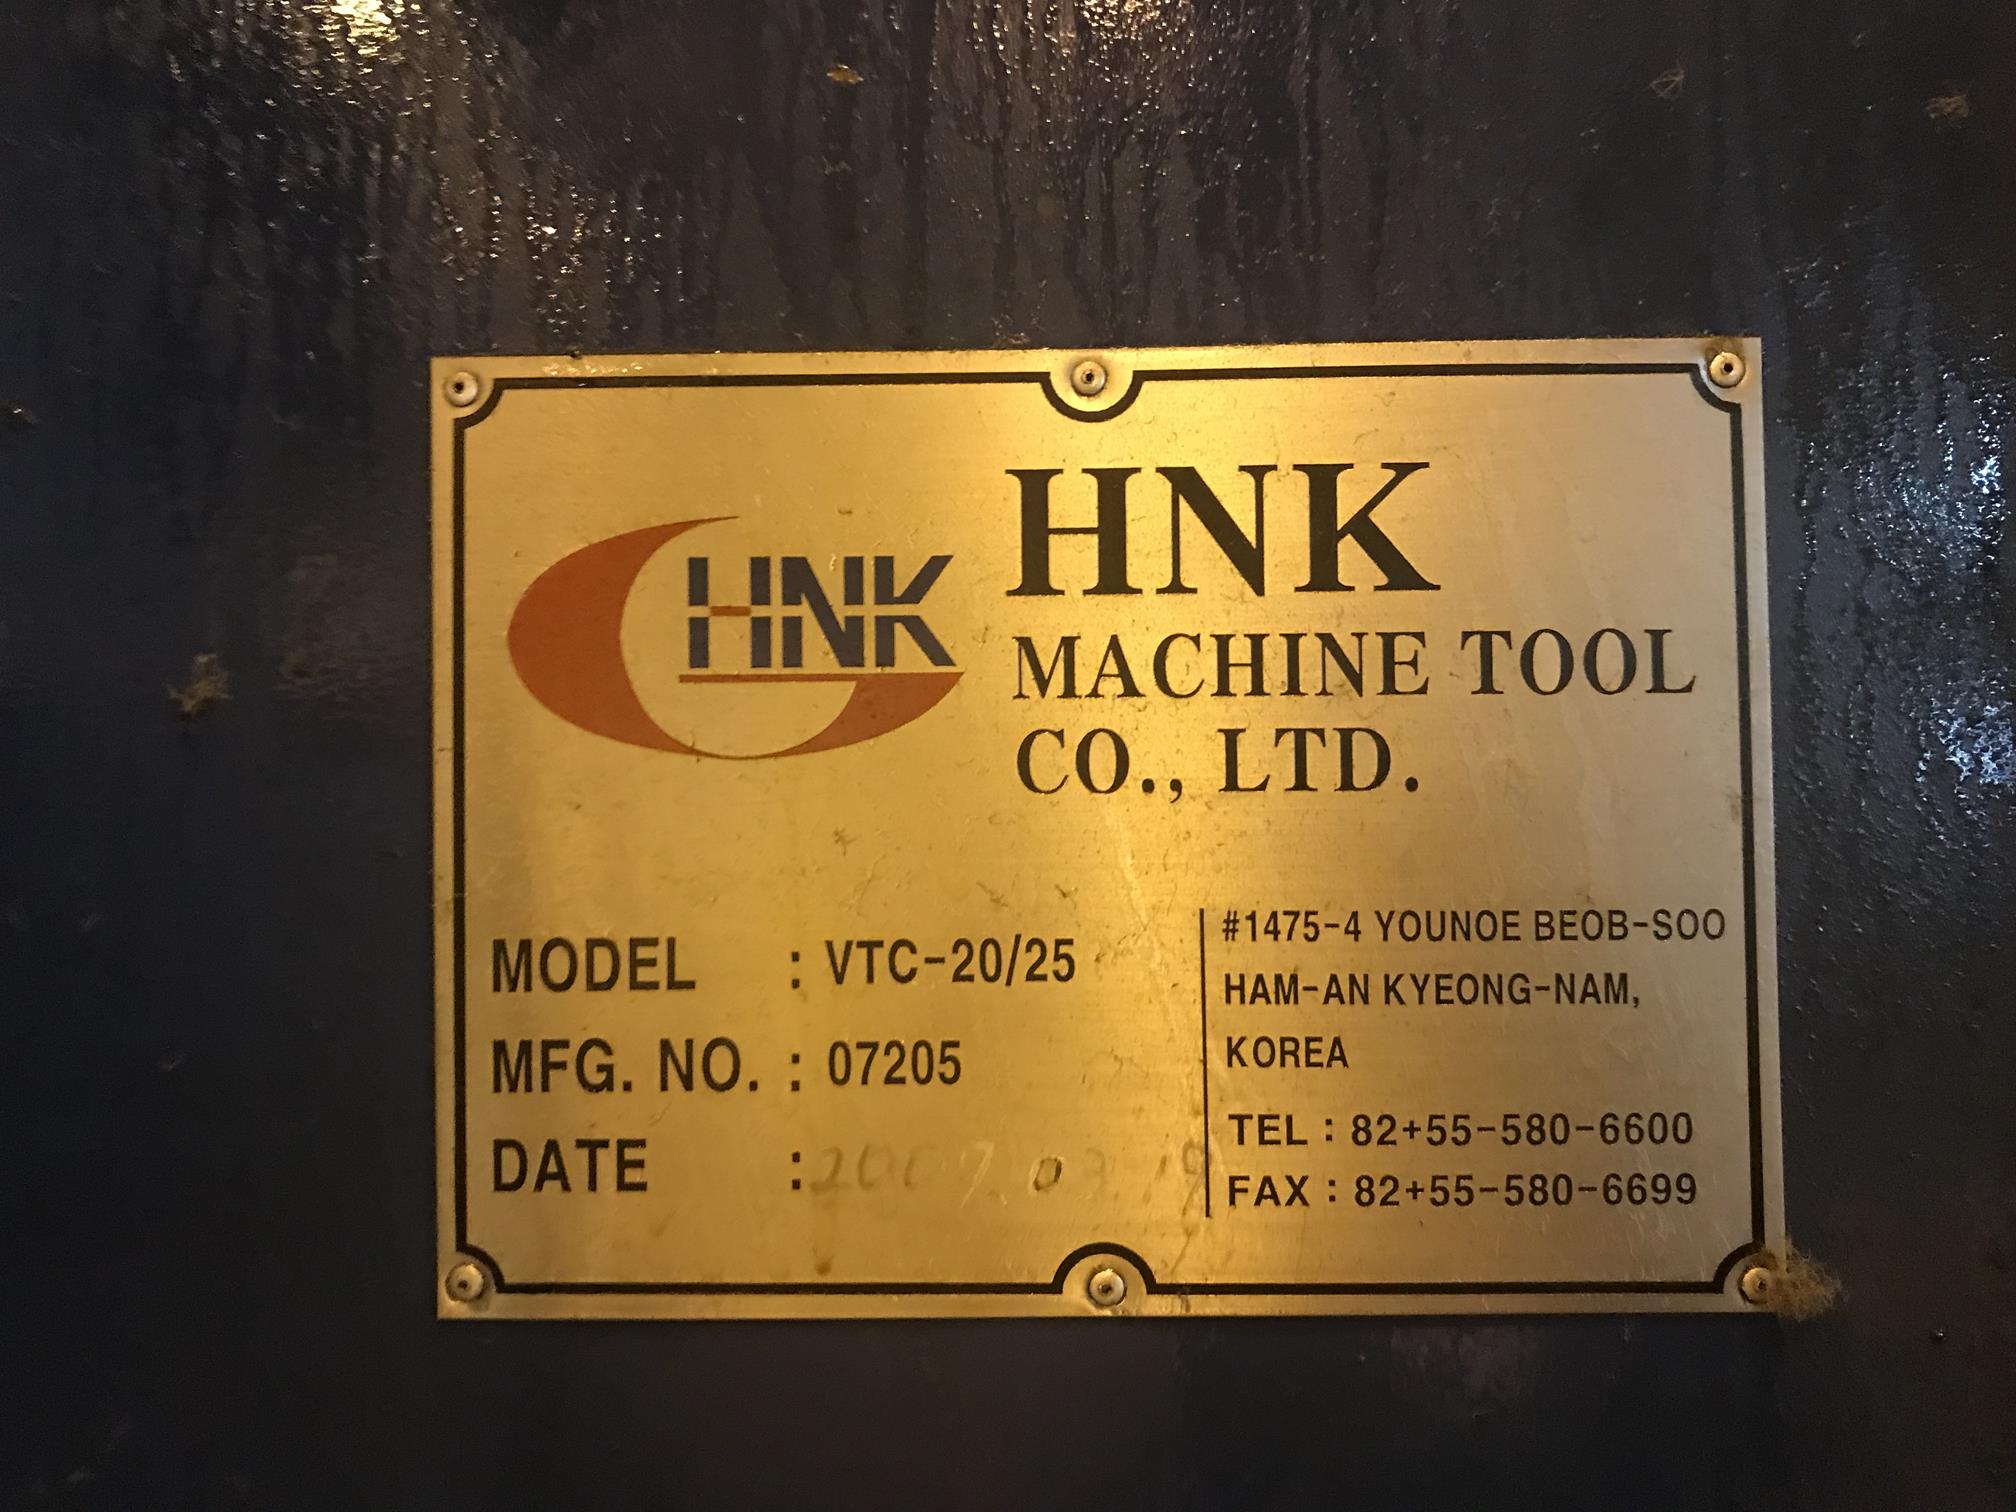 HNK
HNK
MACHINE TOOL
CO., LTD.
MODEL : VTC-20/25
MFG. NO. : 07205
DATE :
#1475-4 YOUNOE BEOB-SOO
HAM-AN KYEONG-NAM,
KOREA
TEL : 82+55-580-6600
FAX : 82+55-580-6699